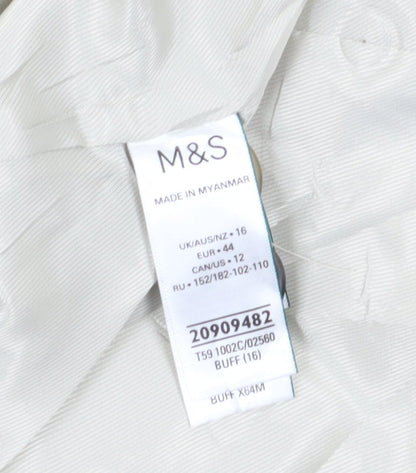 M&S
MADE IN MYANMAR
UK/AUS/NZ • 16
EUR • 44
CAN/US • 12
RU • 152/182-102-110
20909482
T59 1002C/02560
BUFF (16)
BUFF X64M